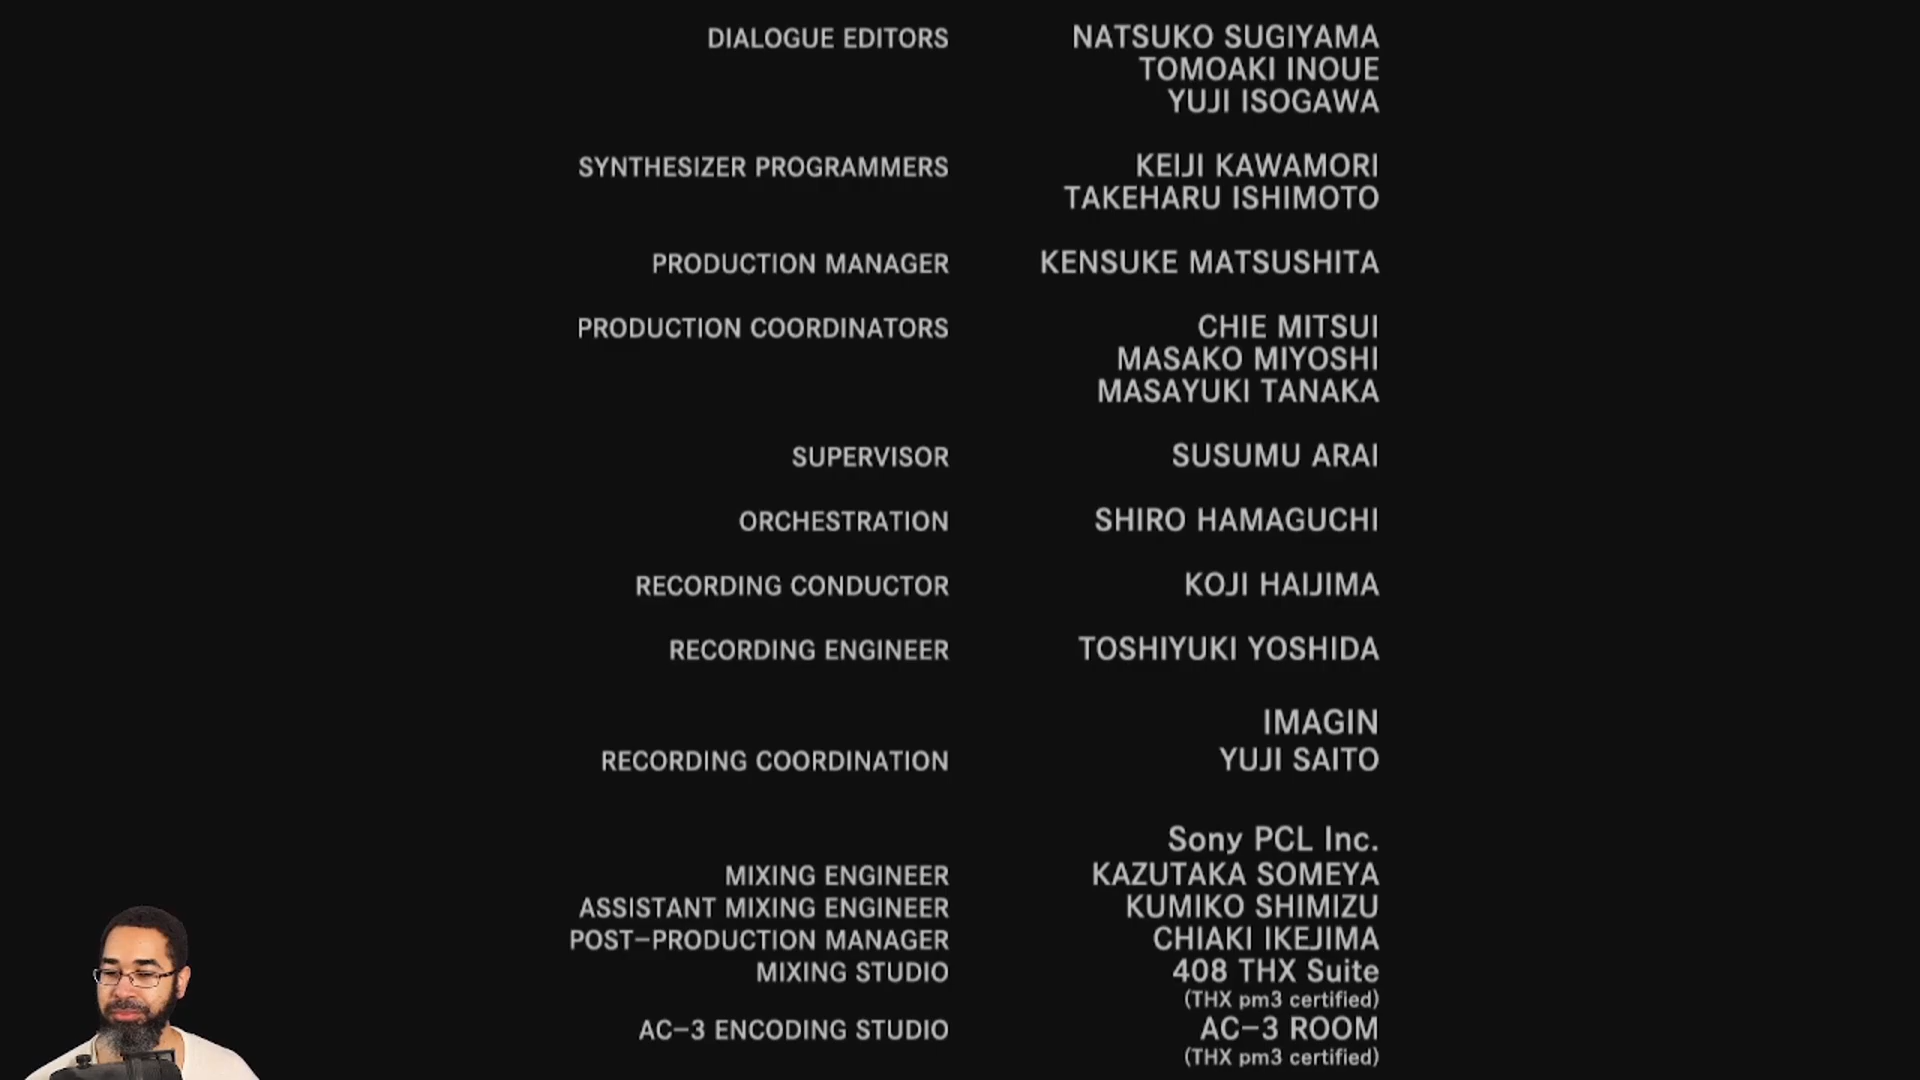 DIALOGUE EDITORS NATSUKO SUGIYAMA
TOMOAKI INOUE
YUJI ISOGAWA
SYNTHESIZER PROGRAMMERS KEIJI KAWAMORI
TAKEHARU ISHIMOTO
PRODUCTION MANAGER KENSUKE MATSUSHITA
PRODUCTION COORDINATORS CHIE MITSUI
MASAKO MIYOSHI
MASAYUKI TANAKA
SUPERVISOR SUSUMU ARAI
ORCHESTRATION SHIRO HAMAGUCHI
RECORDING CONDUCTOR KOJI HAIJIMA
RECORDING ENGINEER TOSHIYUKI YOSHIDA
IMAGIN
RECORDING COORDINATION YUJI SAITO
Sony PCL Inc.
MIXING ENGINEER KAZUTAKA SOMEYA
ASSISTANT MIXING ENGINEER KUMIKO SHIMIZU
POST-PRODUCTION MANAGER CHIAKI IKEJIMA
MIXING STUDIO 408 THX Suite
(THX pm3 certified)
AC-3 ENCODING STUDIO AC-3 ROOM
(THX pm3 certified)